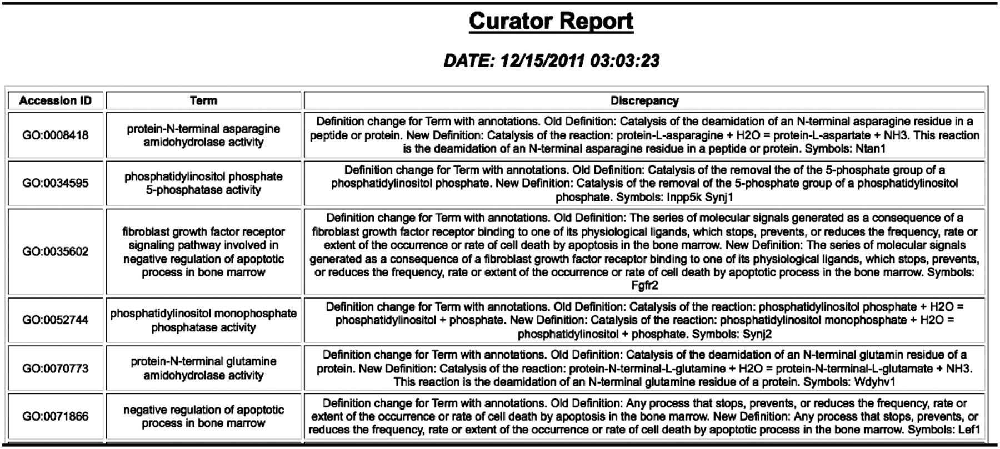 Curator Report
DATE: 12/15/2011 03:03:23
Accession ID Term Discrepancy
GO:0008418
protein-N-terminal asparagine
amidohydrolase activity
Definition change for Term with annotations. Old Definition: Catalysis of the deamidation of an N-terminal asparagine residue in a
peptide or protein. New Definition: Catalysis of the reaction: protein-L-asparagine + H2O = protein-L-aspartate + NH3. This reaction
is the deamidation of an N-terminal asparagine residue in a peptide or protein. Symbols: Ntan1
GO:0034595
phosphatidylinositol phosphate
5-phosphatase activity
Definition change for Term with annotations. Old Definition: Catalysis of the removal the of the 5-phosphate group of a
phosphatidylinositol phosphate. New Definition: Catalysis of the removal of the 5-phosphate group of a phosphatidylinositol
phosphate. Symbols: Inpp5k Synj1
GO:0035602
fibroblast growth factor receptor
signaling pathway involved in
negative regulation of apoptotic
process in bone marrow
Definition change for Term with annotations. Old Definition: The series of molecular signals generated as a consequence of a
fibroblast growth factor receptor binding to one of its physiological ligands, which stops, prevents, or reduces the frequency, rate or
extent of the occurrence or rate of cell death by apoptosis in the bone marrow. New Definition: The series of molecular signals
generated as a consequence of a fibroblast growth factor receptor binding to one of its physiological ligands, which stops, prevents,
or reduces the frequency, rate or extent of the occurrence or rate of cell death by apoptotic process in the bone marrow. Symbols:
Fgfr2
GO:0052744
phosphatidylinositol monophosphate
phosphatase activity
Definition change for Term with annotations. Old Definition: Catalysis of the reaction: phosphatidylinositol phosphate + H2O =
phosphatidylinositol + phosphate. New Definition: Catalysis of the reaction: phosphatidylinositol monophosphate + H2O =
phosphatidylinositol + phosphate. Symbols: Synj2
GO:0070773
protein-N-terminal glutamine
amidohydrolase activity
Definition change for Term with annotations. Old Definition: Catalysis of the deamidation of an N-terminal glutamin residue of a
protein. New Definition: Catalysis of the reaction: protein-N-terminal-L-glutamine + H2O = protein-N-terminal-L-glutamate + NH3.
This reaction is the deamidation of an N-terminal glutamine residue of a protein. Symbols: Wdyhv1
GO:0071866
negative regulation of apoptotic
process in bone marrow
Definition change for Term with annotations. Old Definition: Any process that stops, prevents, or reduces the frequency, rate or
extent of the occurrence or rate of cell death by apoptosis in the bone marrow. New Definition: Any process that stops, prevents, or
reduces the frequency, rate or extent of the occurrence or rate of cell death by apoptotic process in the bone marrow. Symbols: Lef1